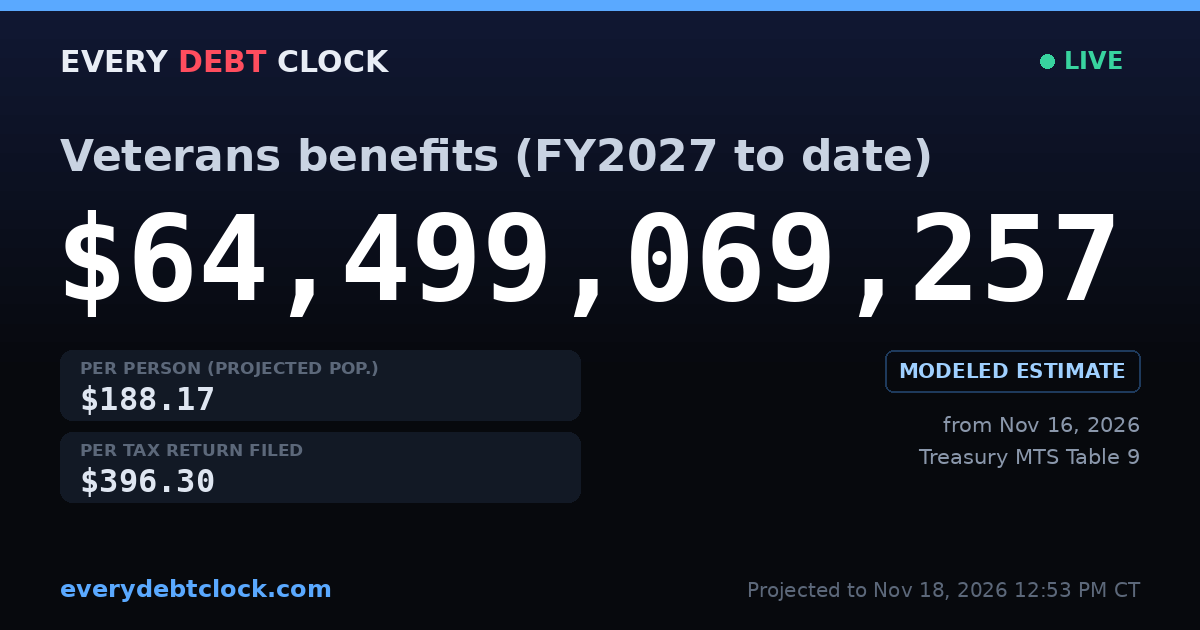 EVERY DEBT CLOCK
LIVE
Veterans benefits (FY2027 to date)
$64,499,069,257
PER PERSON (PROJECTED POP.)
$188.17
PER TAX RETURN FILED
$396.30
MODELED ESTIMATE
from Nov 16, 2026
Treasury MTS Table 9
everydebtclock.com
Projected to Nov 18, 2026 12:53 PM CT